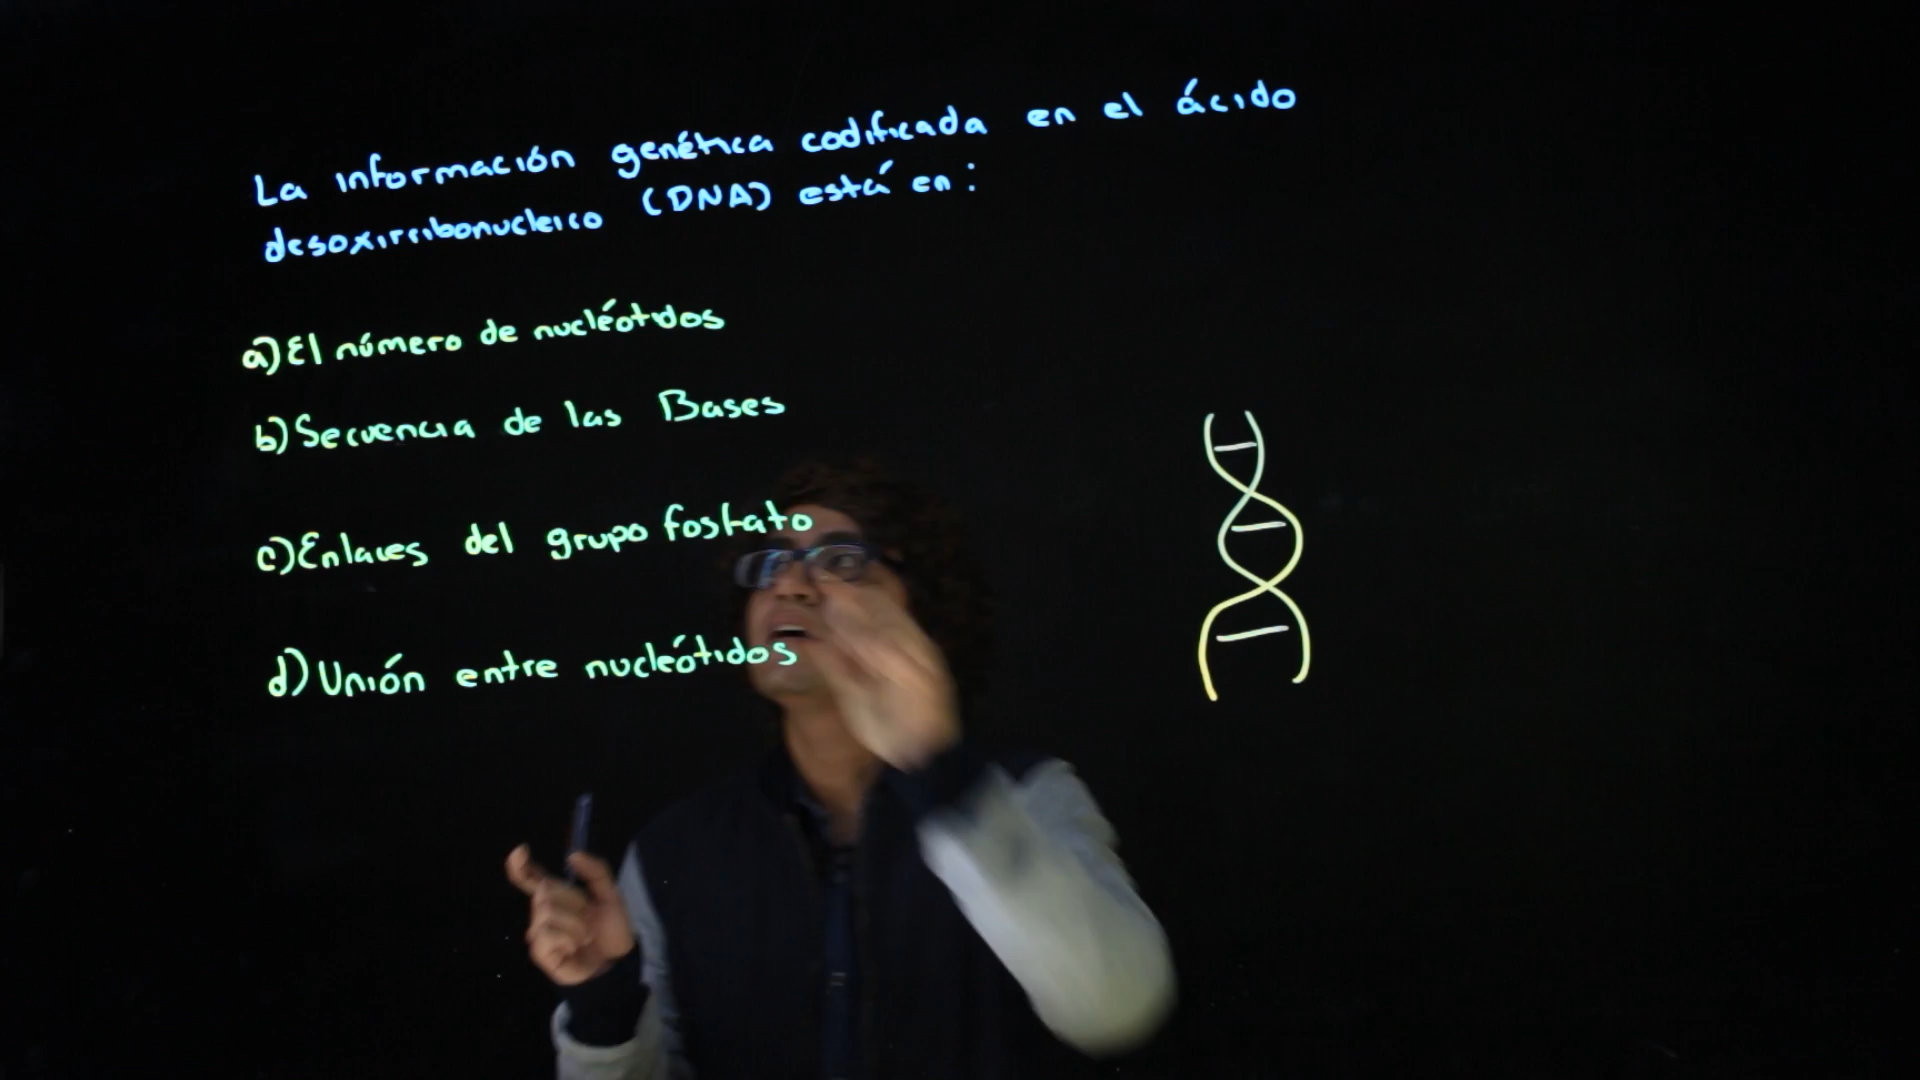 La información genética codificada en el ácido
desoxirribonucleico (DNA) está en:
a) El número de nucléotidos
b) Secuencia de las Bases
c) Enlaces del grupo fosfato
d) Unión entre nucleótidos